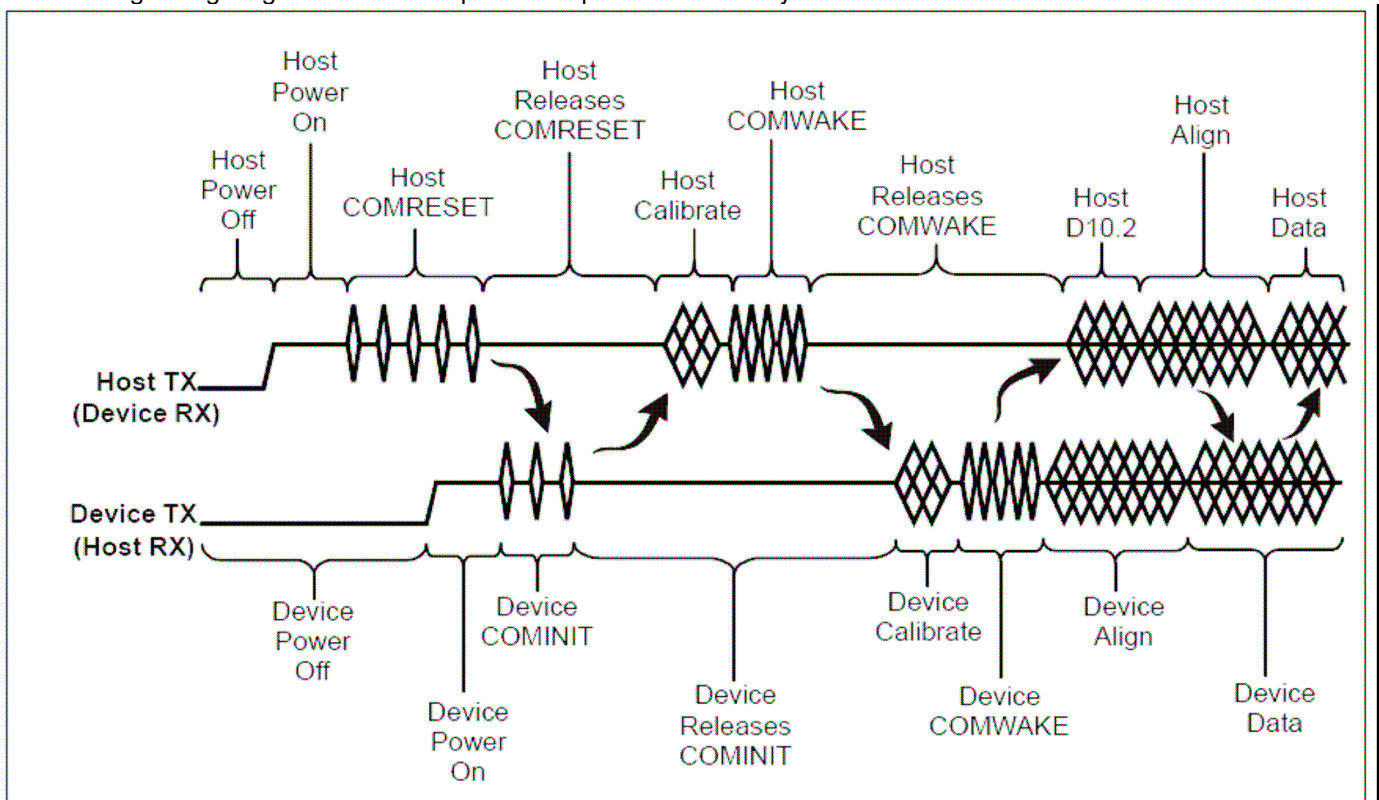 Host
Power
Off
Host
Power
On
Host
COMRESET
Host
Releases
COMRESET
Host
Calibrate
Host
COMWAKE
Host
Releases
COMWAKE
Host
D10.2
Host
Align
Host
Data
Host TX
(Device RX)
Device TX
(Host RX)
Device
Power
Off
Device
Power
On
Device
COMINIT
Device
Releases
COMINIT
Device
Calibrate
Device
COMWAKE
Device
Align
Device
Data